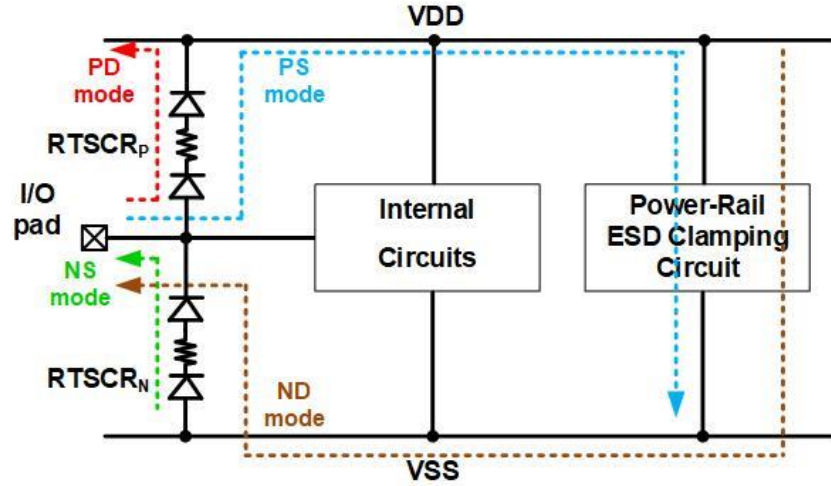 VDD
PD
mode
PS
mode
RTSCRP
I/O
pad
Internal
Circuits
Power-Rail
ESD Clamping
Circuit
NS
mode
RTSCRN
ND
mode
VSS